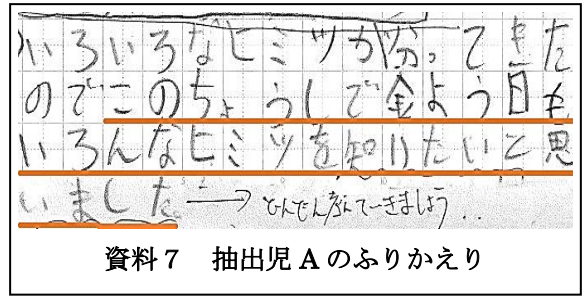 いろいろなヒミツが分ってきた
のでこのちょうしで金よう日も
いろんなヒミツを知りたいと思
いました。→どんどん考えていきましょう
資料7 抽出児Aのふりかえり